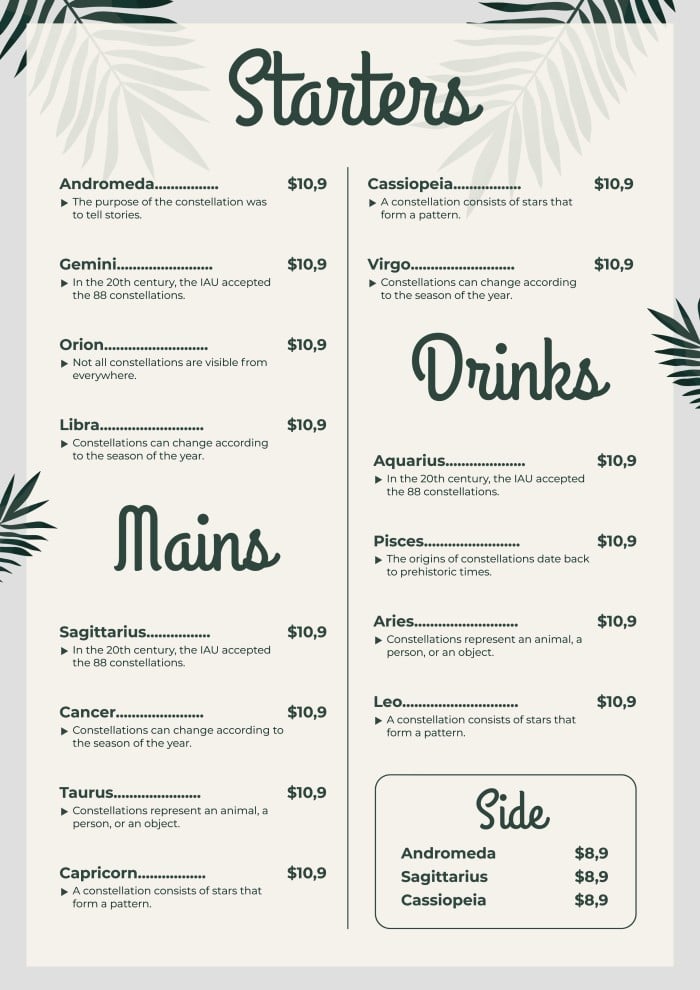 Starters
Andromeda................ $10,9
▶ The purpose of the constellation was
to tell stories.
Gemini........................ $10,9
▶ In the 20th century, the IAU accepted
the 88 constellations.
Orion.......................... $10,9
▶ Not all constellations are visible from
everywhere.
Libra.......................... $10,9
▶ Constellations can change according
to the season of the year.
Mains
Sagittarius................ $10,9
▶ In the 20th century, the IAU accepted
the 88 constellations.
Cancer...................... $10,9
▶ Constellations can change according to
the season of the year.
Taurus...................... $10,9
▶ Constellations represent an animal, a
person, or an object.
Capricorn................. $10,9
▶ A constellation consists of stars that
form a pattern.
Cassiopeia................. $10,9
▶ A constellation consists of stars that
form a pattern.
Virgo.......................... $10,9
▶ Constellations can change according
to the season of the year.
Drinks
Aquarius.................... $10,9
▶ In the 20th century, the IAU accepted
the 88 constellations.
Pisces........................ $10,9
▶ The origins of constellations date back
to prehistoric times.
Aries.......................... $10,9
▶ Constellations represent an animal, a
person, or an object.
Leo............................. $10,9
▶ A constellation consists of stars that
form a pattern.
Side
Andromeda $8,9
Sagittarius $8,9
Cassiopeia $8,9